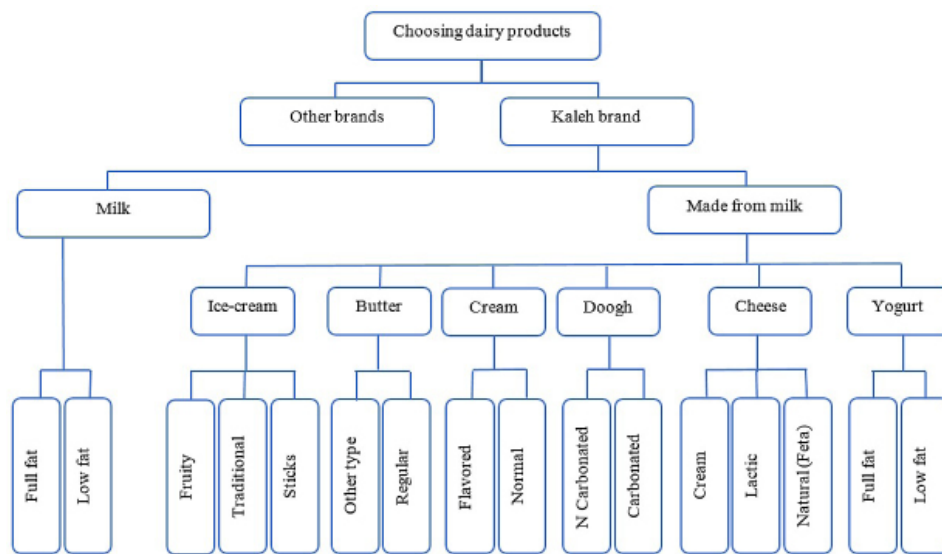 Choosing dairy products
Other brands
Kaleh brand
Milk
Made from milk
Ice-cream
Butter
Cream
Doogh
Cheese
Yogurt
Full fat
Low fat
Fruity
Traditional
Sticks
Other type
Regular
Flavored
Normal
N Carbonated
Carbonated
Cream
Lactic
Natural (Feta)
Full fat
Low fat